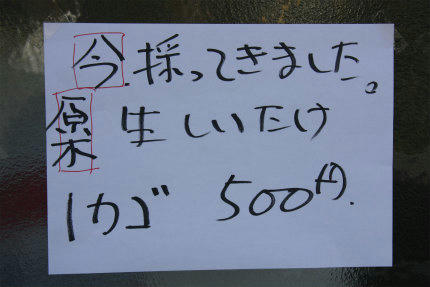 今採ってきました。
原木 生しいたけ
1カゴ 500円.